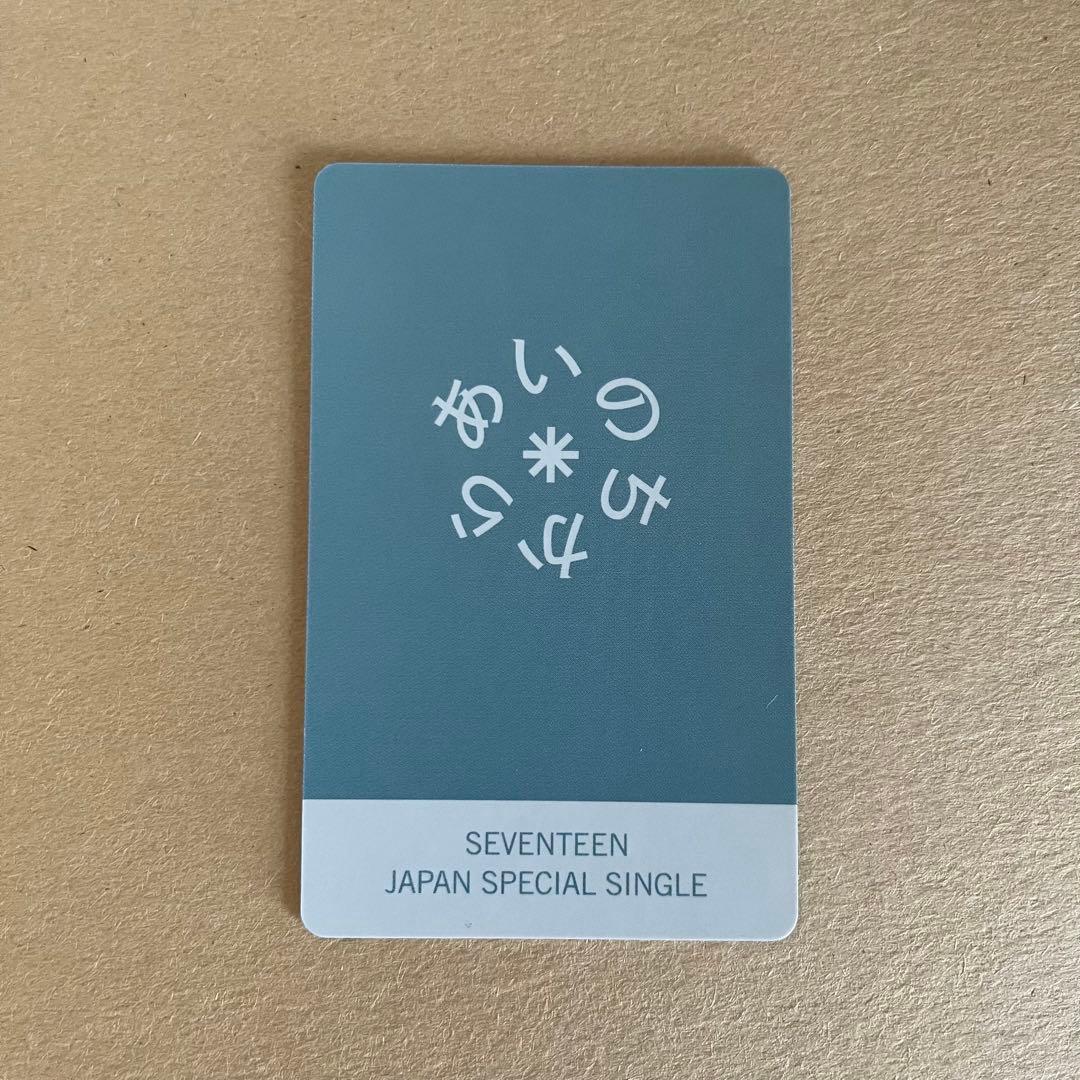 あいのちから
SEVENTEEN
JAPAN SPECIAL SINGLE